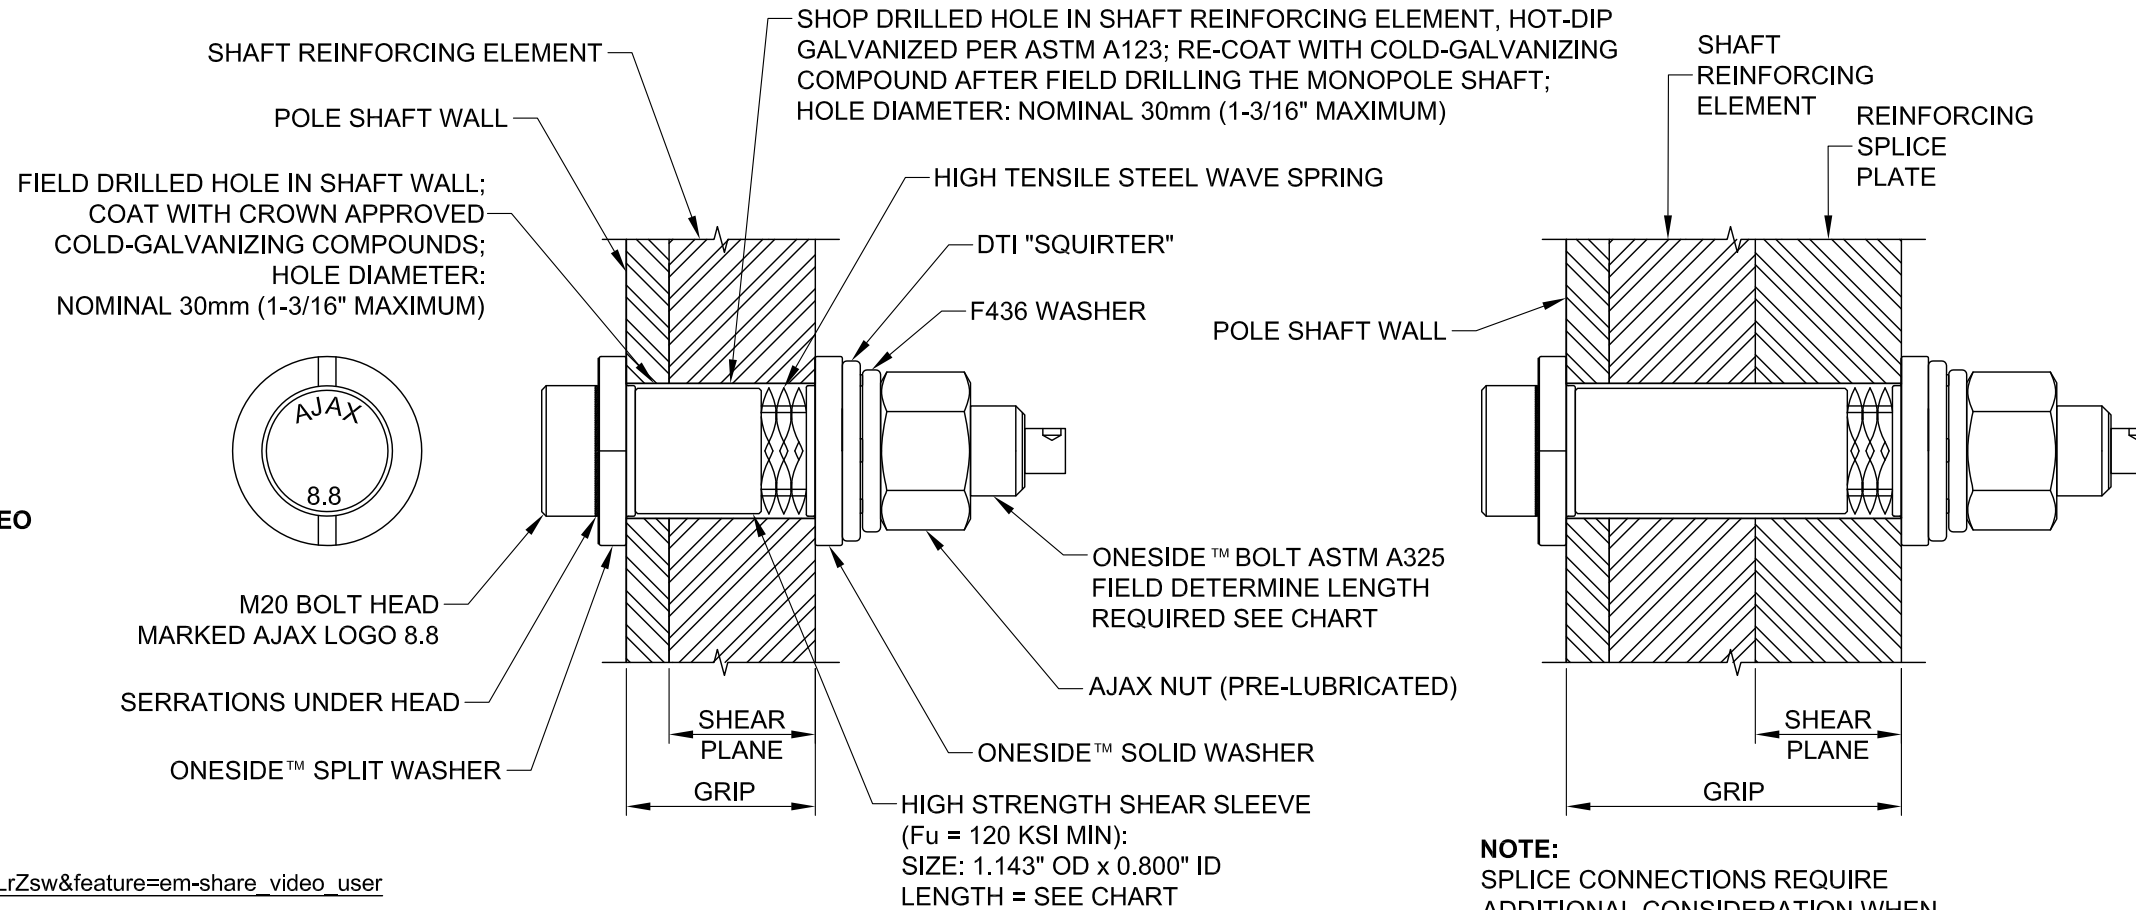 SHOP DRILLED HOLE IN SHAFT REINFORCING ELEMENT, HOT-DIP
GALVANIZED PER ASTM A123; RE-COAT WITH COLD-GALVANIZING
COMPOUND AFTER FIELD DRILLING THE MONOPOLE SHAFT;
HOLE DIAMETER: NOMINAL 30mm (1-3/16" MAXIMUM)
SHAFT REINFORCING ELEMENT
POLE SHAFT WALL
FIELD DRILLED HOLE IN SHAFT WALL;
COAT WITH CROWN APPROVED
COLD-GALVANIZING COMPOUNDS;
HOLE DIAMETER:
NOMINAL 30mm (1-3/16" MAXIMUM)
HIGH TENSILE STEEL WAVE SPRING
DTI "SQUIRTER"
F436 WASHER
AJAX
8.8
EO
M20 BOLT HEAD
MARKED AJAX LOGO 8.8
SERRATIONS UNDER HEAD
ONESIDE™ SPLIT WASHER
ONESIDE™ BOLT ASTM A325
FIELD DETERMINE LENGTH
REQUIRED SEE CHART
AJAX NUT (PRE-LUBRICATED)
ONESIDE™ SOLID WASHER
SHEAR
PLANE
GRIP
HIGH STRENGTH SHEAR SLEEVE
(Fu = 120 KSI MIN):
SIZE: 1.143" OD x 0.800" ID
LENGTH = SEE CHART
LrZsw&feature=em-share_video_user
SHAFT
REINFORCING
ELEMENT
REINFORCING
SPLICE
PLATE
POLE SHAFT WALL
SHEAR
PLANE
GRIP
NOTE:
SPLICE CONNECTIONS REQUIRE
ADDITIONAL CONSIDERATION WHEN